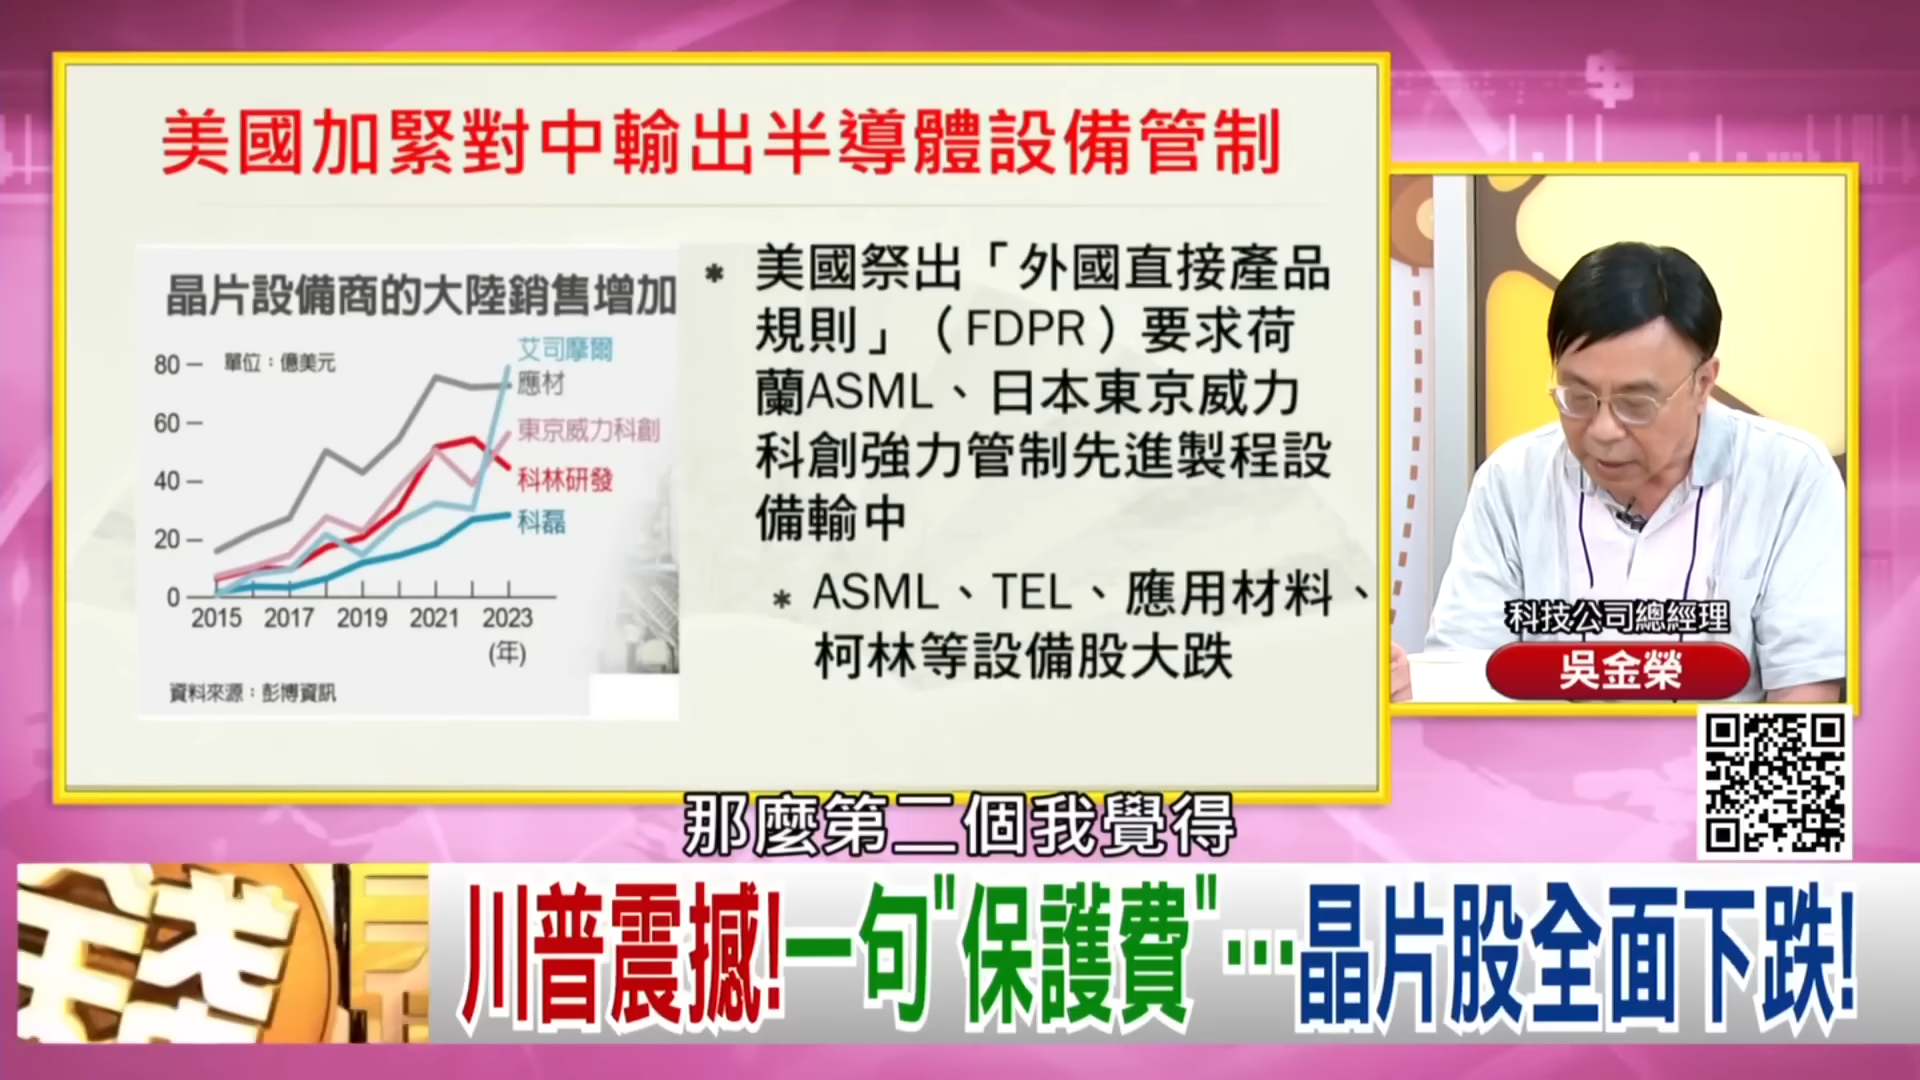 美國加緊對中輸出半導體設備管制
晶片設備商的大陸銷售增加
單位：億美元
80
60
40
20
0
2015 2017 2019 2021 2023
(年)
艾司摩爾
應材
東京威力科創
科林研發
科磊
資料來源：彭博資訊
* 美國祭出「外國直接產品
規則」（FDPR）要求荷
蘭ASML、日本東京威力
科創強力管制先進製程設
備輸中
* ASML、TEL、應用材料、
柯林等設備股大跌
科技公司總經理
吳金榮
那麼第二個我覺得
川普震撼!一句"保護費"…晶片股全面下跌!